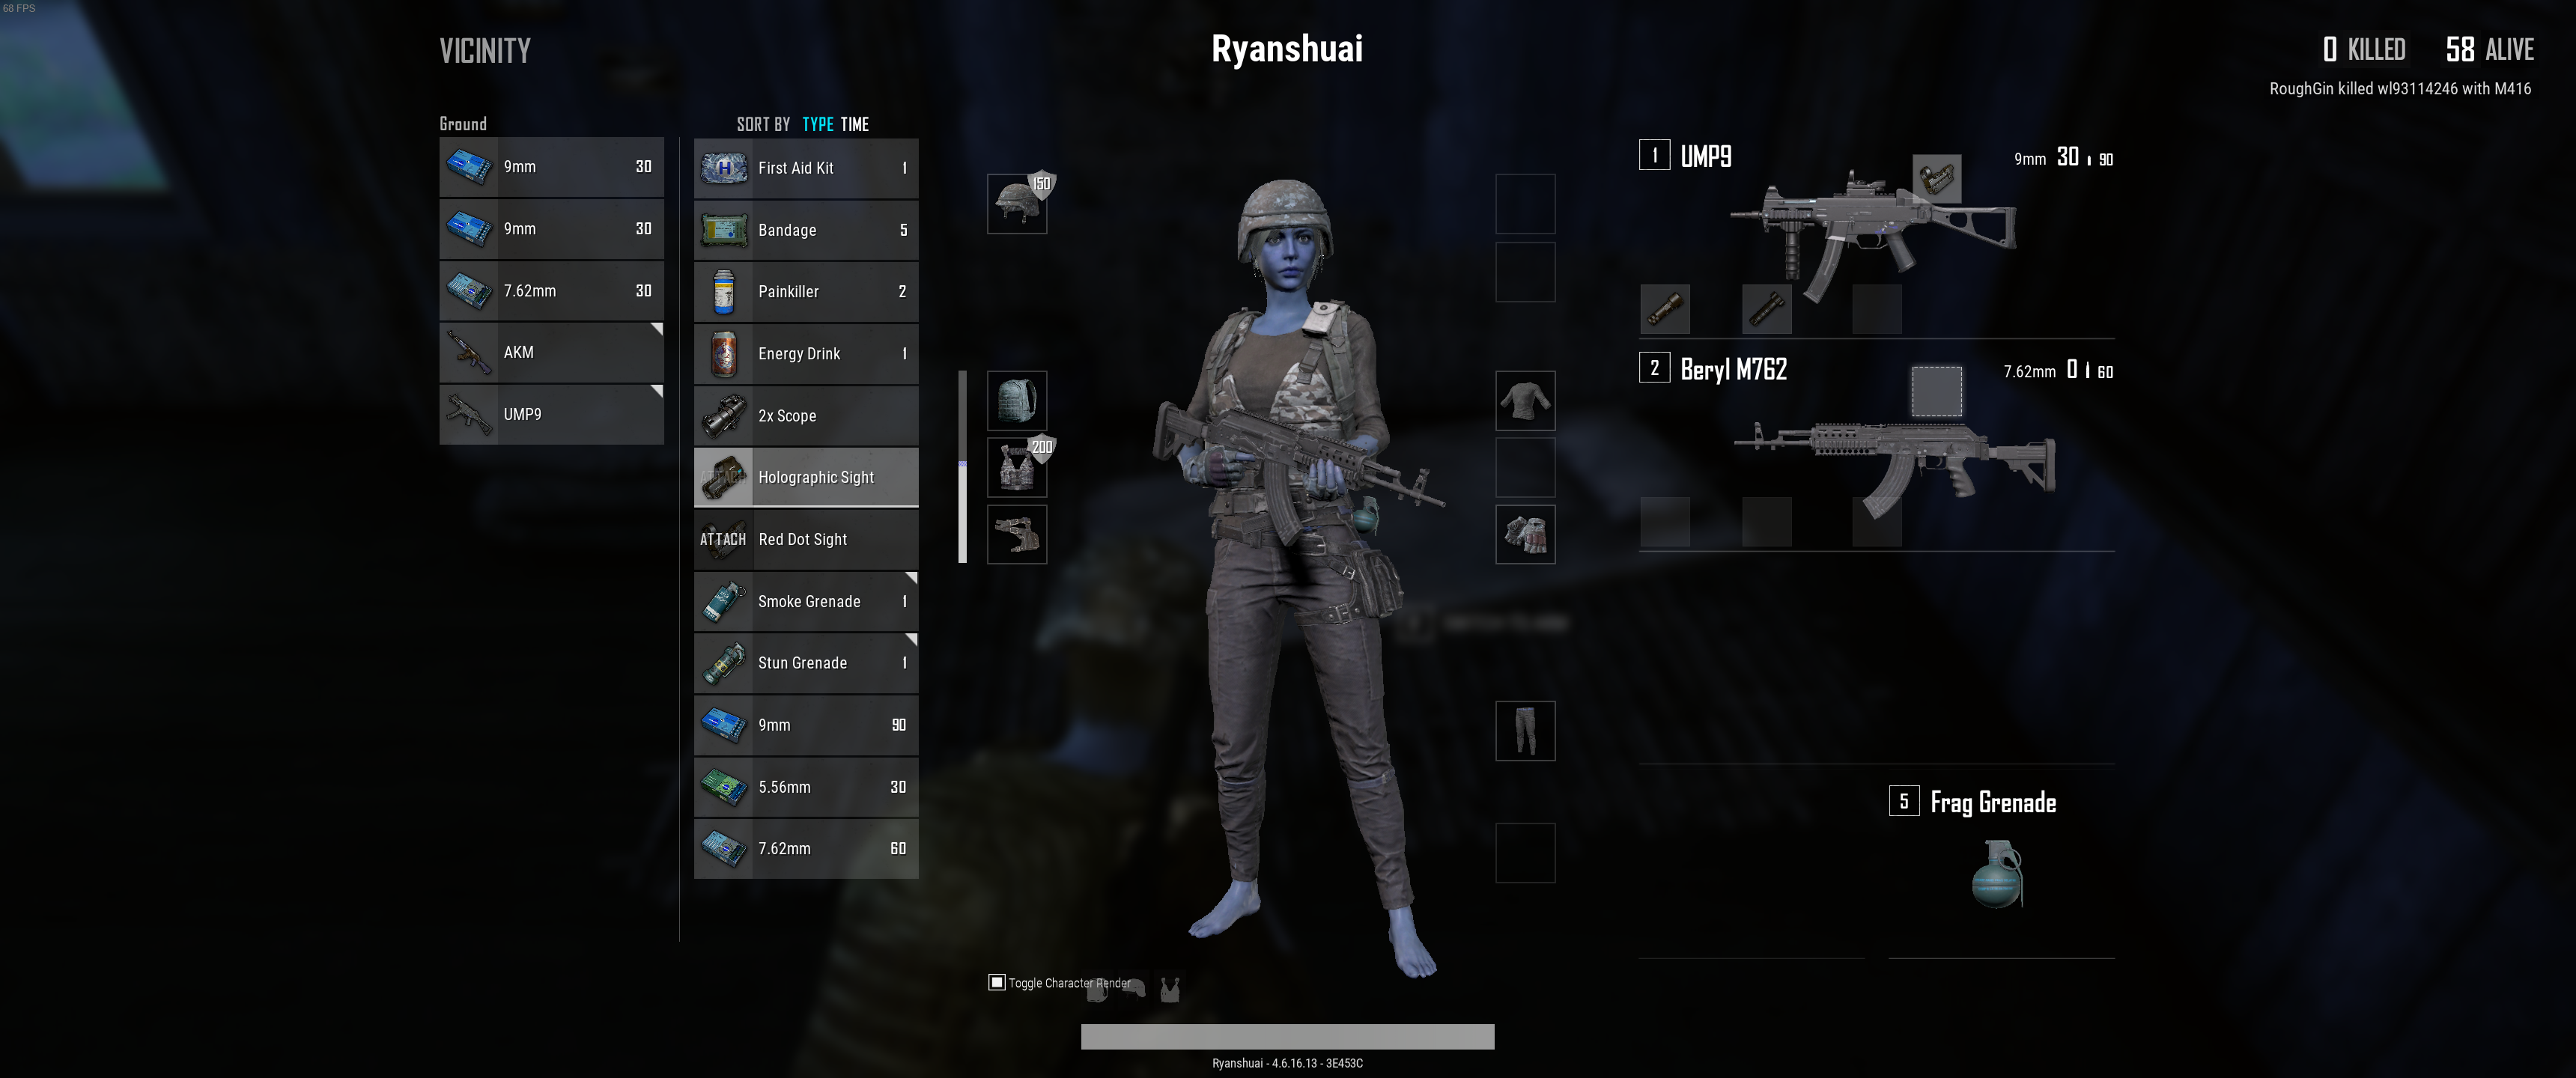 68 FPS
VICINITY
Ryanshuai
0 KILLED 58 ALIVE
RoughGin killed wl93114246 with M416
Ground
SORT BY TYPE TIME
9mm 30
9mm 30
7.62mm 30
AKM
UMP9
First Aid Kit 1
Bandage 5
Painkiller 2
Energy Drink 1
2x Scope
ATTACH Holographic Sight
ATTACH Red Dot Sight
Smoke Grenade 1
Stun Grenade 1
9mm 90
5.56mm 30
7.62mm 60
150
200
1 UMP9 9mm 30 90
2 Beryl M762 7.62mm 0 60
5 Frag Grenade
Toggle Character Render
Ryanshuai - 4.6.16.13 - 3E453C